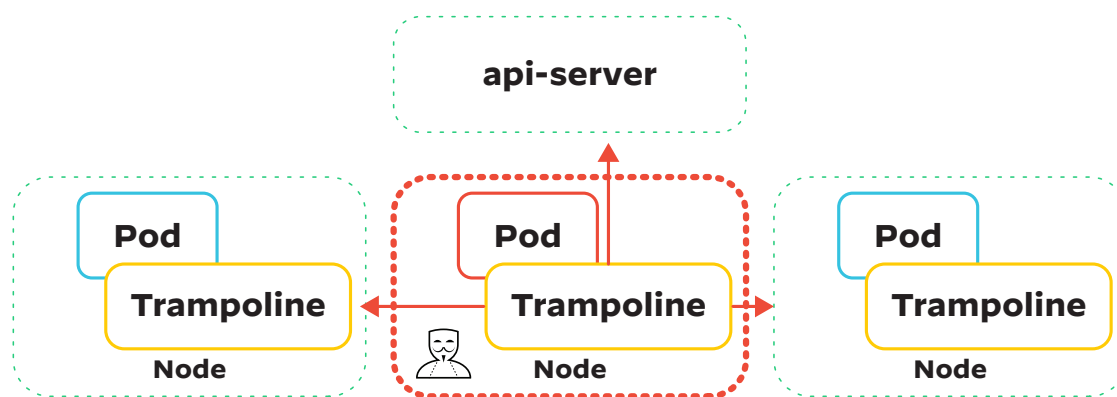 api-server
Pod
Trampoline
Node
Pod
Trampoline
Node
Pod
Trampoline
Node